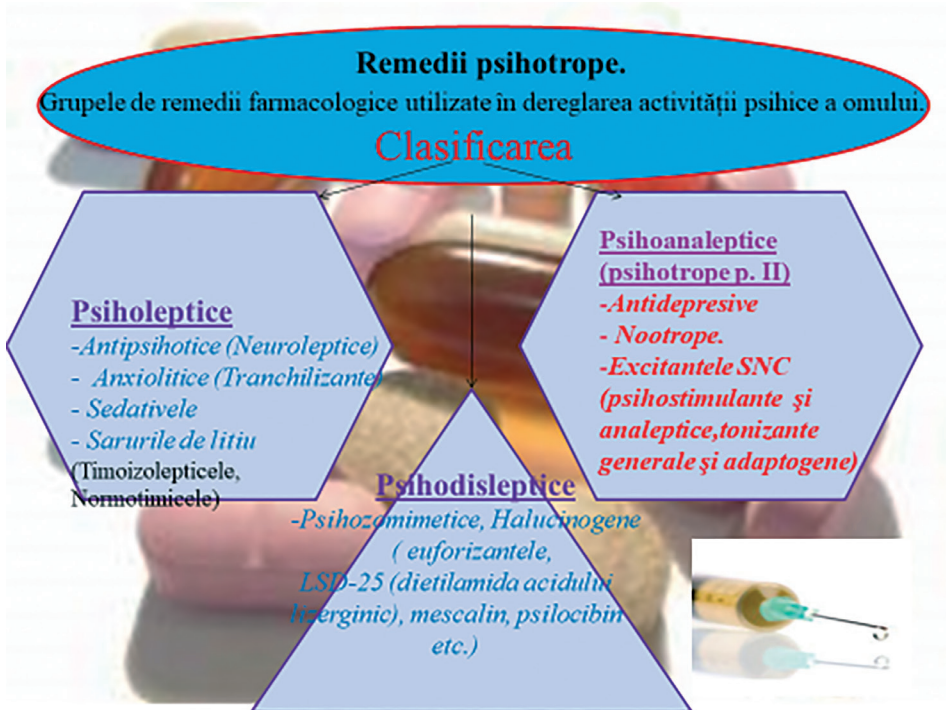 Remedii psihotrope.
Grupele de remedii farmacologice utilizate în dereglarea activității psihice a omului.
Clasificarea
Psiholeptice
-Antipsihotice (Neuroleptice)
- Anxiolitice (Tranchilizante)
- Sedativele
- Sarurile de litiu
(Timoizolepticele,
Normotimicele)
Psihodisleptice
-Psihozomimetice, Halucinogene
( euforizantele,
LSD-25 (dietilamida acidului
lizerginic), mescalin, psilocibin
etc.)
Psihoanaleptice
(psihotrope p. II)
-Antidepresive
- Nootrope.
-Excitantele SNC
(psihostimulante şi
analeptice,tonizante
generale şi adaptogene)